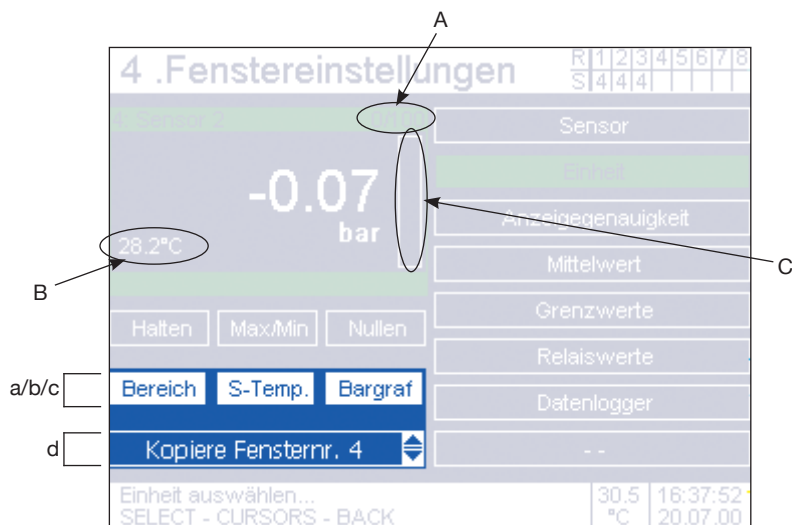 A
4 .Fenstereinstellungen
R 1 2 3 4 5 6 7 8
S 4 4 4
4: Sensor 2 0/100
Sensor
-0.07
bar
28.2°C
B
C
Einheit
Anzeigegenauigkeit
Mittelwert
Grenzwerte
Relaiswerte
Datenlogger
- -
Halten Max/Min Nullen
a/b/c
Bereich S-Temp. Bargraf
d
Kopiere Fensternr. 4
Einheit auswählen...
SELECT - CURSORS - BACK
30.5 16:37:52
°C 20.07.00